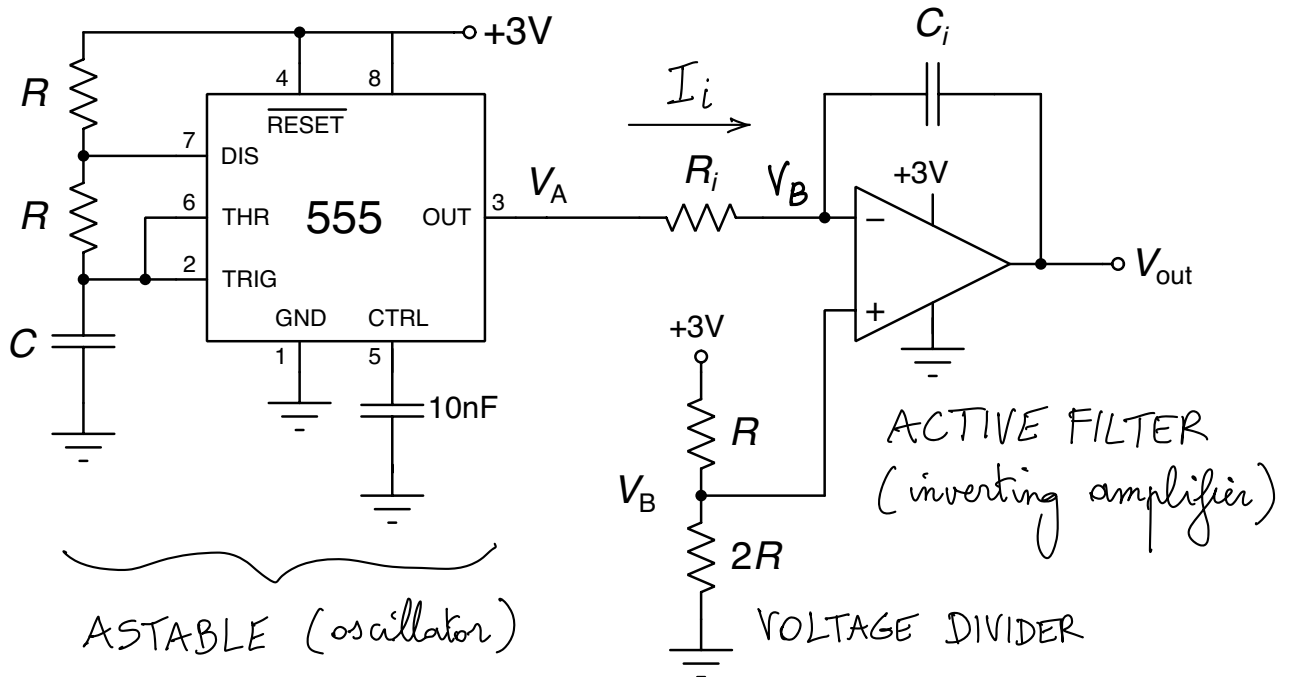 +3V
C_i
4 8
I_i
R
RESET
7 DIS
V_A
R_i
V_B
+3V
R
6 THR
555
OUT 3
−
2 TRIG
V_out
GND CTRL
+3V
+
C
1 5
10nF
R
ACTIVE FILTER
V_B
(inverting amplifier)
2R
ASTABLE (oscillator)
VOLTAGE DIVIDER